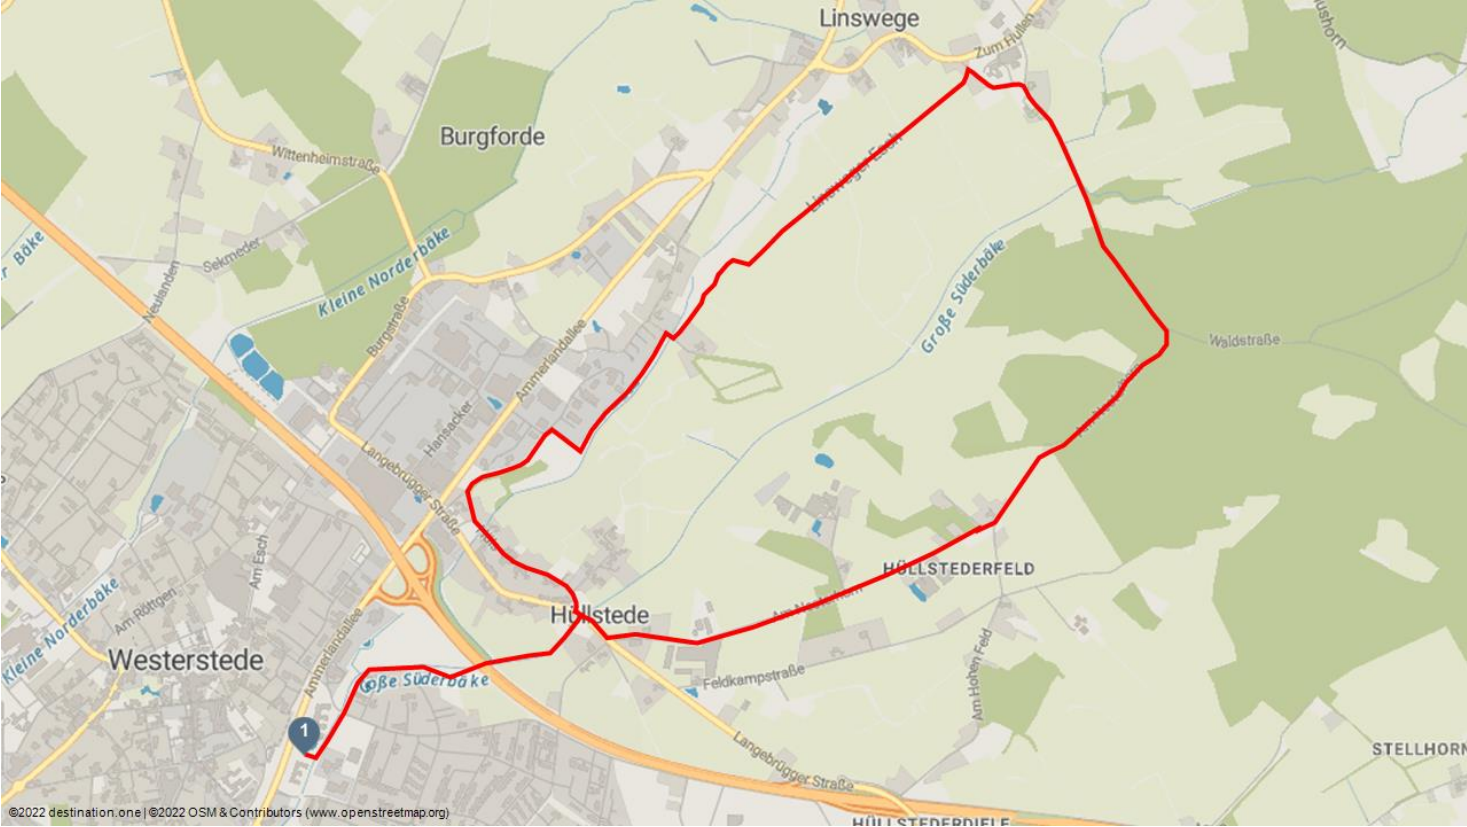 Linswege
Zum Hüllen
Burgforde
Wittenheimstraße
Linsweger Esch
Sekmeder
Kleine Norderbäke
r Bäke
Neulanden
Große Süderbäke
Burgstraße
Ammerlandallee
Waldstraße
Hansacker
Langebrügger Straße
Am Esch
HÜLLSTEDERFELD
Am Röttgen
Kleine Norderbäke
Ammerlandallee
Hüllstede
Westerstede
oße Süderbäke
Feldkampstraße
Am Hohen Feld
1
Langebrügger Straße
STELLHORN
©2022 destination.one | ©2022 OSM & Contributors (www.openstreetmap.org)
HÜLLSTEDERDIELE